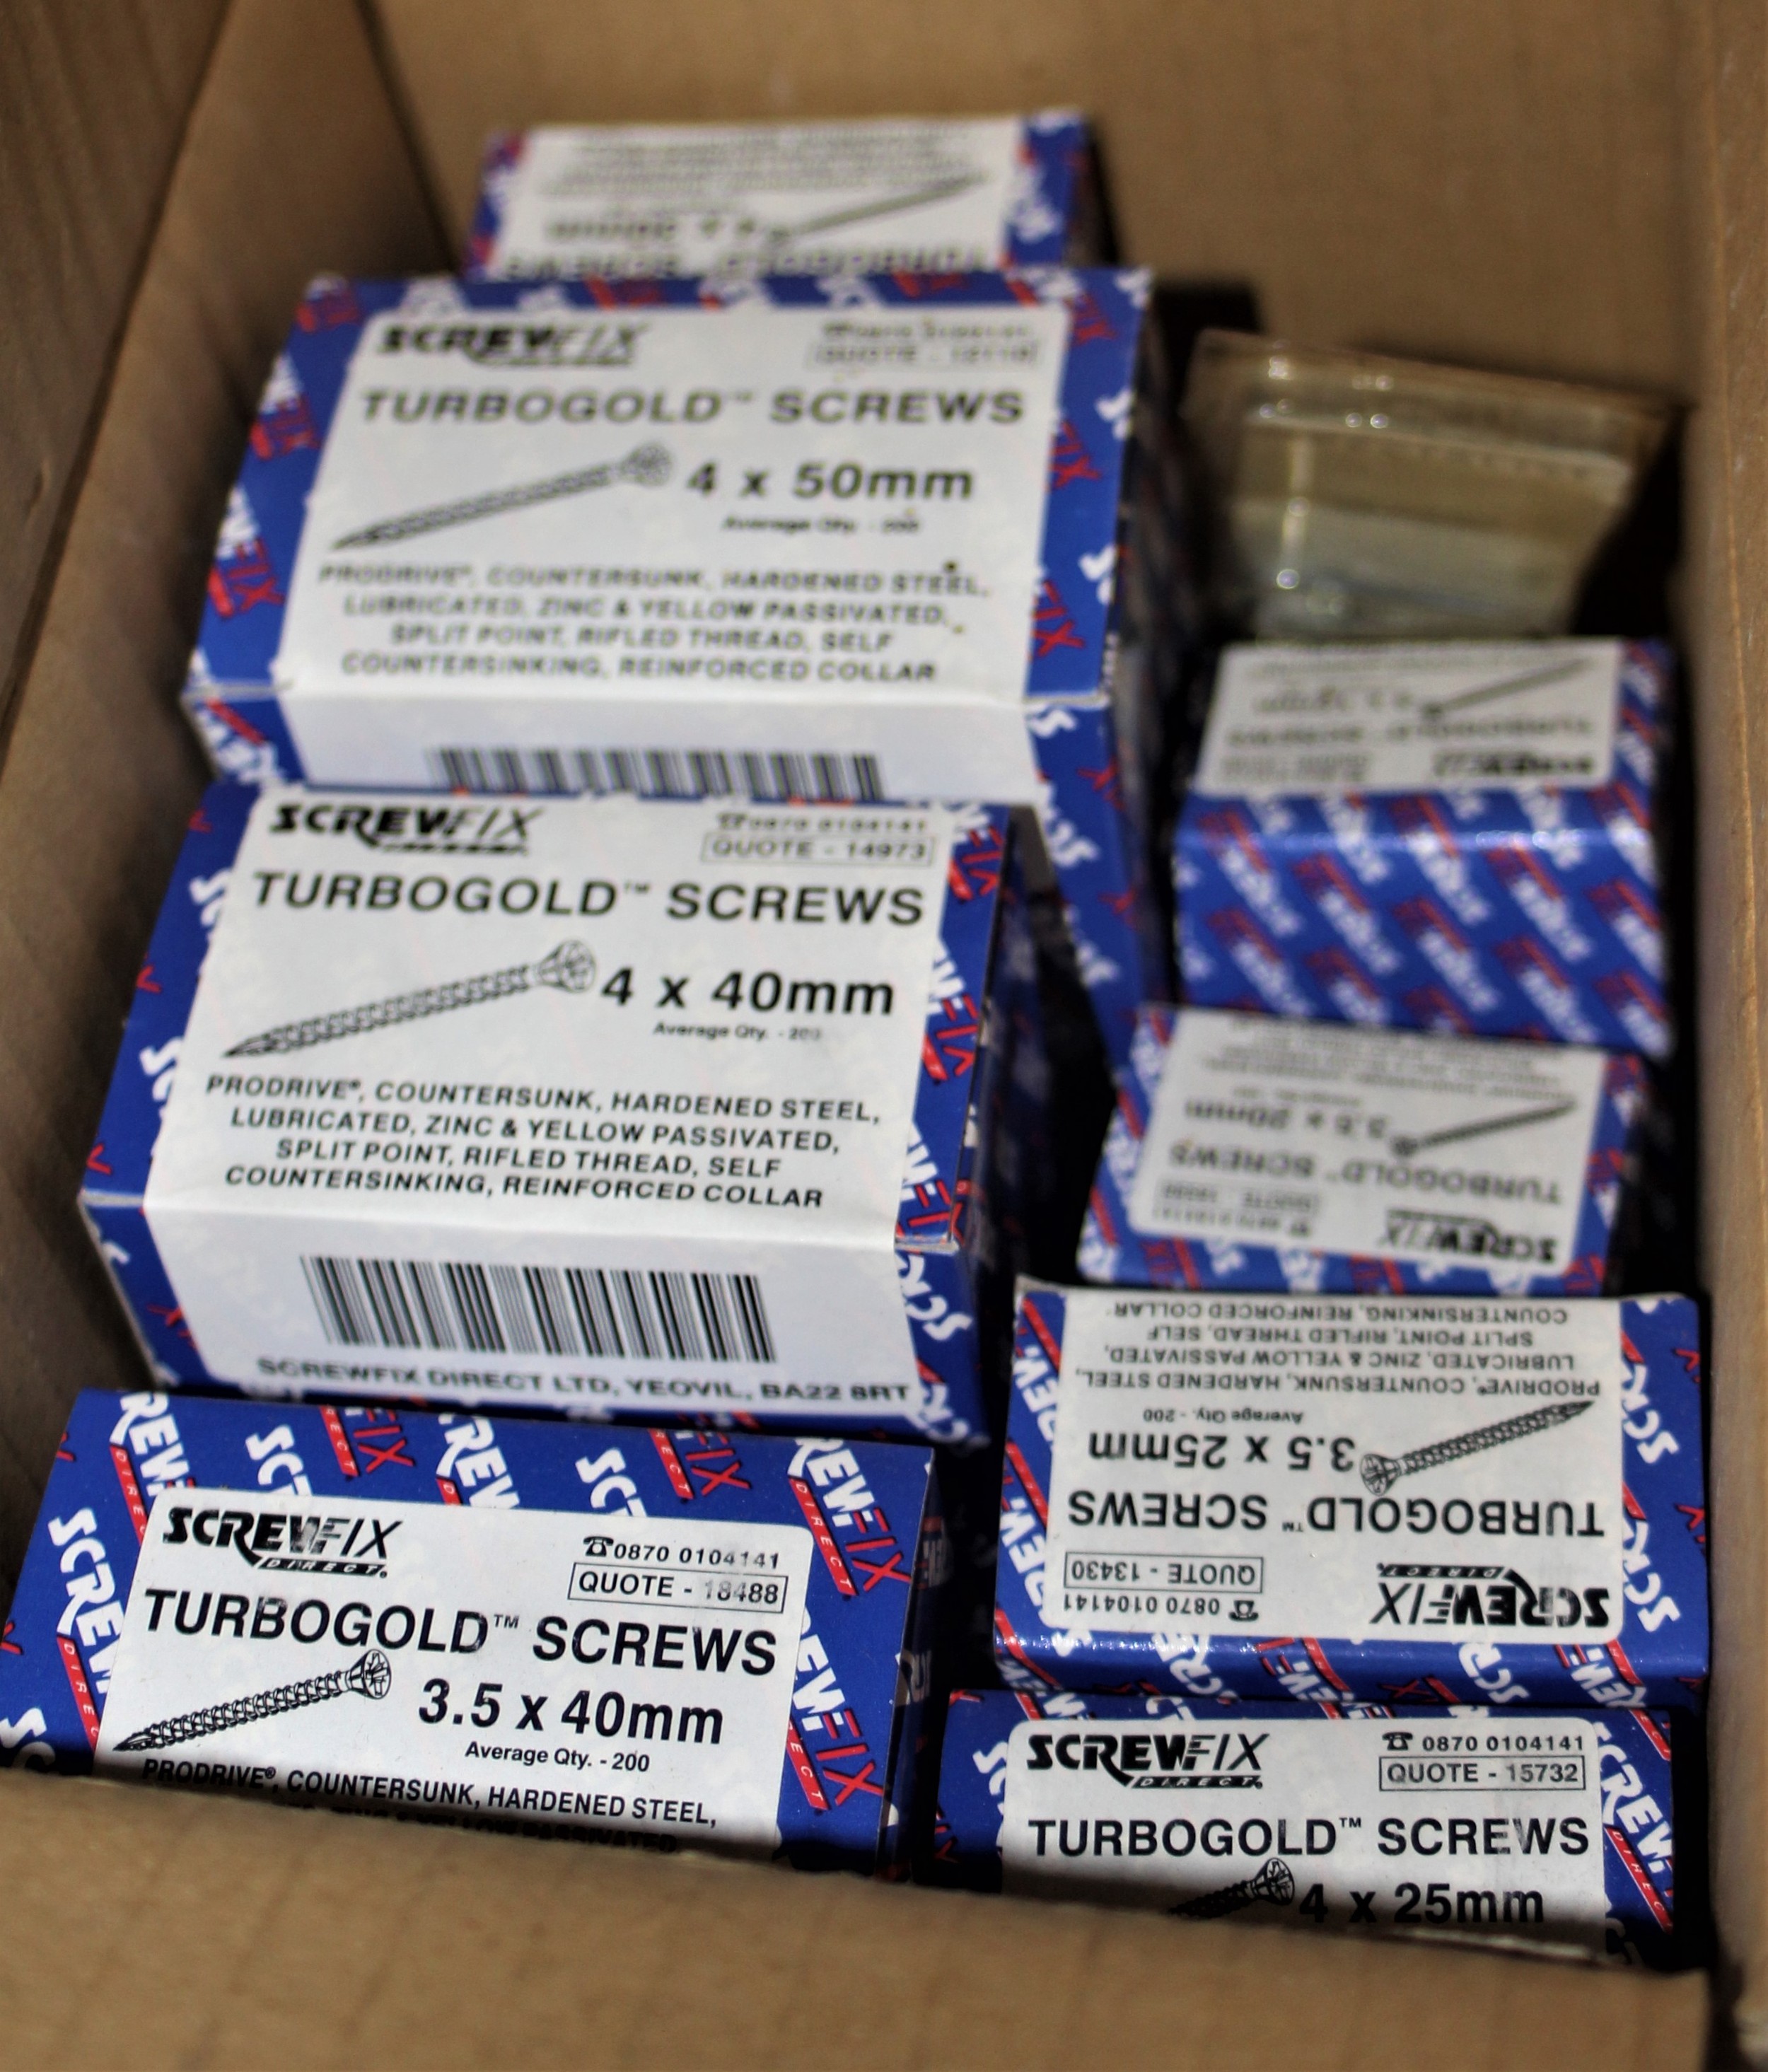 SCREWFIX
TURBOGOLD™ SCREWS
4 x 50mm
Average Qty. - 200
PRODRIVE®, COUNTERSUNK, HARDENED STEEL,
LUBRICATED, ZINC & YELLOW PASSIVATED,
SPLIT POINT, RIFLED THREAD, SELF
COUNTERSINKING, REINFORCED COLLAR
SCREWFIX
☎0870 0104141
QUOTE - 14973
TURBOGOLD™ SCREWS
4 x 40mm
Average Qty. - 200
PRODRIVE®, COUNTERSUNK, HARDENED STEEL,
LUBRICATED, ZINC & YELLOW PASSIVATED,
SPLIT POINT, RIFLED THREAD, SELF
COUNTERSINKING, REINFORCED COLLAR
SCREWFIX DIRECT LTD, YEOVIL, BA22 8RT
SCREWFIX
DIRECT.
☎0870 0104141
QUOTE - 18488
TURBOGOLD™ SCREWS
3.5 x 40mm
Average Qty. - 200
PRODRIVE®, COUNTERSUNK, HARDENED STEEL,
SCREWFIX
TURBOGOLD™ SCREWS
3.5 x 20mm
SCREWFIX
DIRECT.
☎ 0870 0104141
QUOTE - 13430
TURBOGOLD™ SCREWS
3.5 x 25mm
Average Qty. - 200
PRODRIVE®, COUNTERSUNK, HARDENED STEEL,
LUBRICATED, ZINC & YELLOW PASSIVATED,
SPLIT POINT, RIFLED THREAD, SELF
COUNTERSINKING, REINFORCED COLLAR
SCREWFIX
DIRECT.
☎ 0870 0104141
QUOTE - 15732
TURBOGOLD™ SCREWS
4 x 25mm